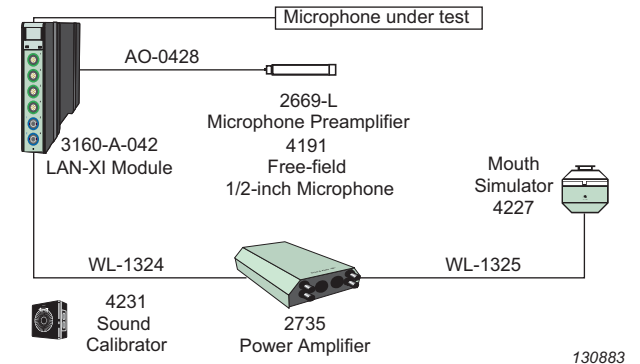 Microphone under test
AO-0428
2669-L
Microphone Preamplifier
4191
Free-field
1/2-inch Microphone
3160-A-042
LAN-XI Module
Mouth
Simulator
4227
WL-1324
WL-1325
4231
Sound
Calibrator
2735
Power Amplifier
130883